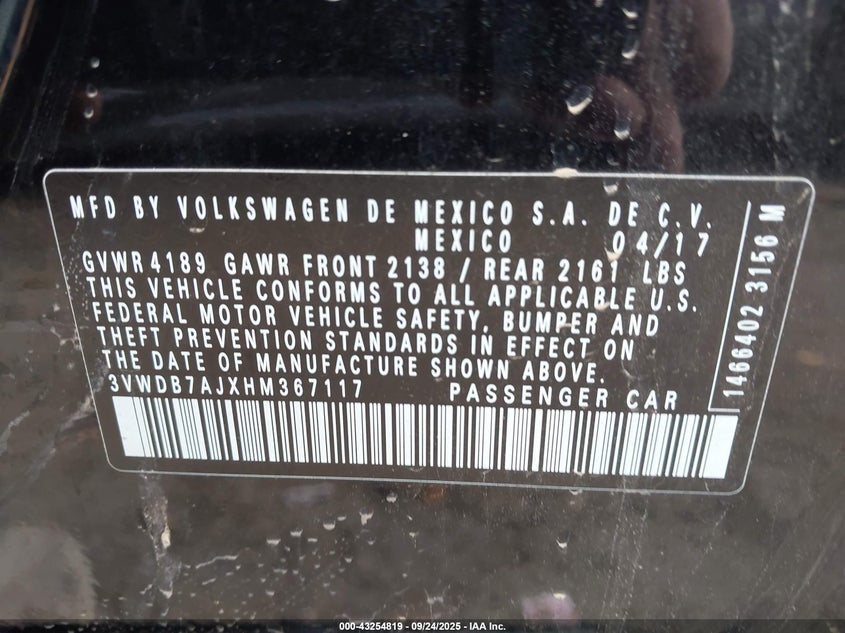 MFD BY VOLKSWAGEN DE MEXICO S.A. DE C.V.
MEXICO 04/17
GVWR 4189 GAWR FRONT 2138 / REAR 2161 LBS
THIS VEHICLE CONFORMS TO ALL APPLICABLE U.S.
FEDERAL MOTOR VEHICLE SAFETY, BUMPER AND
THEFT PREVENTION STANDARDS IN EFFECT ON
THE DATE OF MANUFACTURE SHOWN ABOVE.
3VWDB7AJXHM367117 PASSENGER CAR
1466402 3156 M
000-43254819 - 09/24/2025 - IAA Inc.